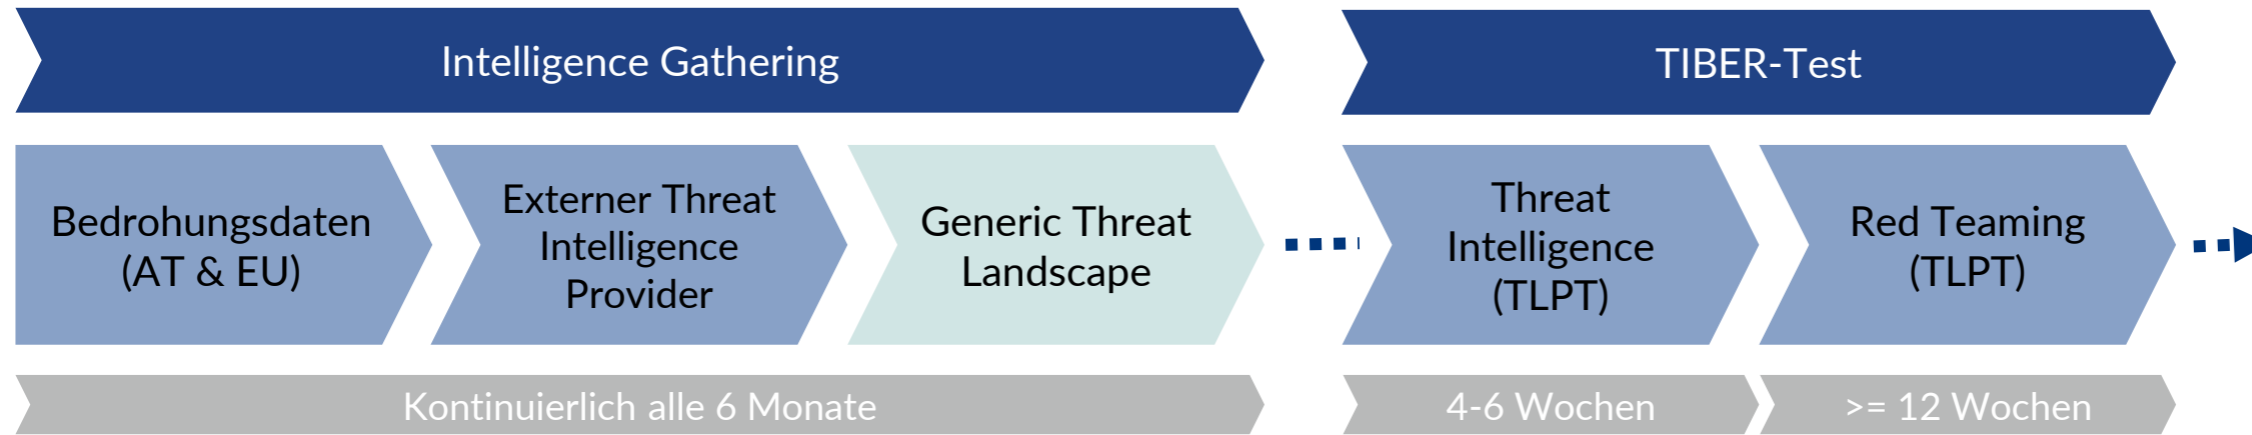 Intelligence Gathering
TIBER-Test
Bedrohungsdaten
(AT & EU)
Externer Threat
Intelligence
Provider
Generic Threat
Landscape
Threat
Intelligence
(TLPT)
Red Teaming
(TLPT)
Kontinuierlich alle 6 Monate
4-6 Wochen
>= 12 Wochen